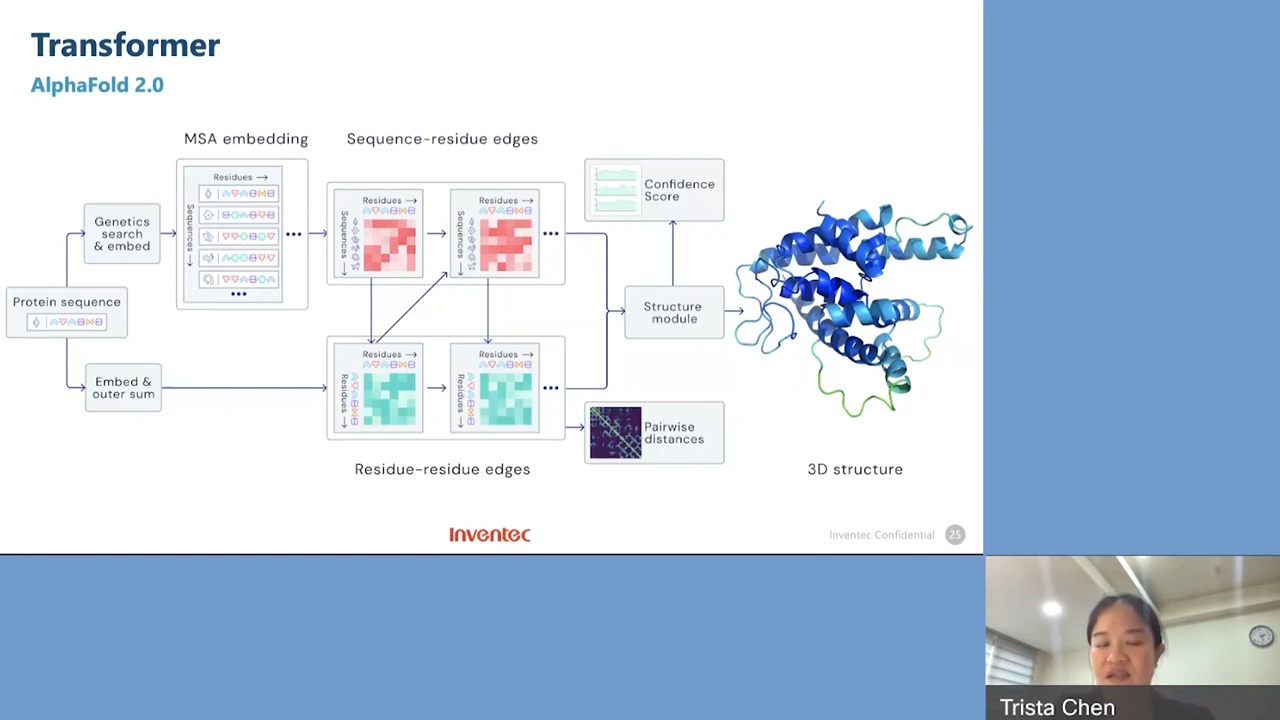 Transformer
AlphaFold 2.0
MSA embedding
Sequence-residue edges
Genetics
search
& embed
Residues →
Sequences →
Residues →
Sequences →
Residues →
Sequences →
Confidence
Score
Protein sequence
Structure
module
Embed &
outer sum
Residues →
Residues →
Residues →
Residues →
Pairwise
distances
Residue-residue edges
3D structure
Inventec
Inventec Confidential 25
Trista Chen